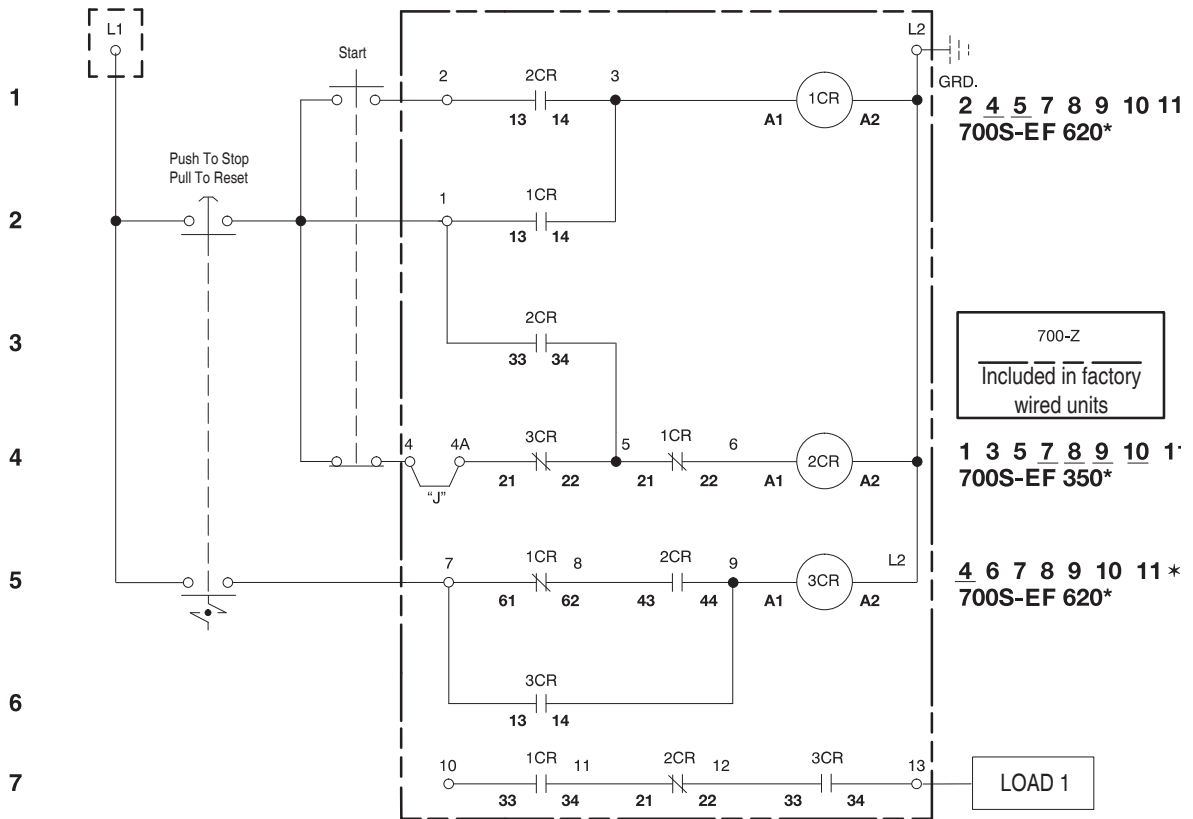 L1
L2
Start
GRD.
1
2
2CR
3
13 14
1CR
A1 A2
2 4 5 7 8 9 10 11
700S-EF 620*
Push To Stop
Pull To Reset
2
1
1CR
13 14
3
2CR
33 34
700-Z
Included in factory
wired units
4
4 4A
"J"
3CR
21 22
5
1CR
21 22
6
2CR
A1 A2
1 3 5 7 8 9 10 11
700S-EF 350*
5
7
1CR
61 62
8
2CR
43 44
9
3CR
A1 A2
L2
4 6 7 8 9 10 11 *
700S-EF 620*
6
3CR
13 14
7
10
1CR
33 34
11
2CR
21 22
12
3CR
33 34
13
LOAD 1